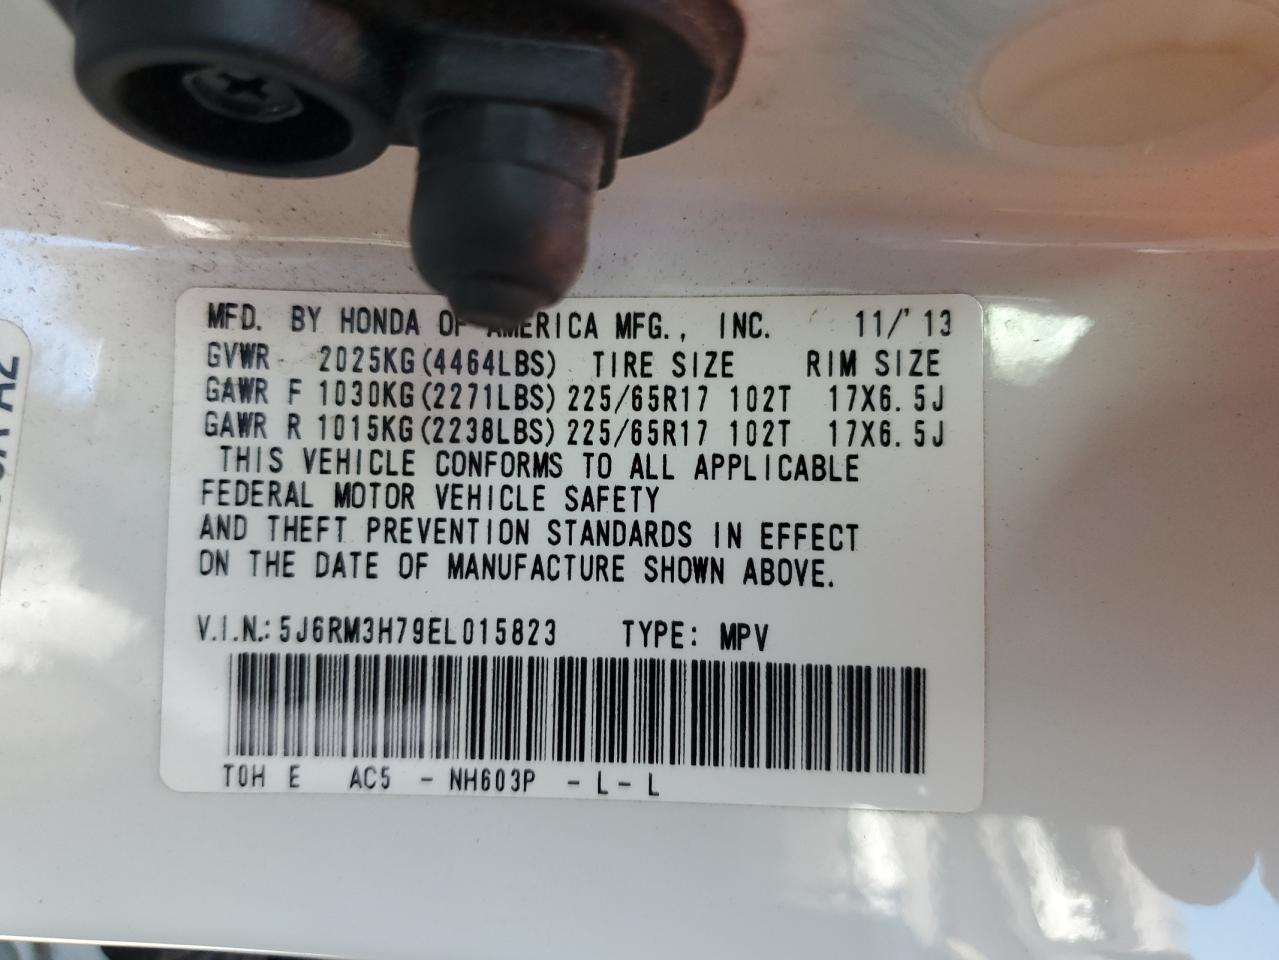 MFD. BY HONDA OF AMERICA MFG., INC. 11/'13
GVWR 2025KG(4464LBS) TIRE SIZE RIM SIZE
GAWR F 1030KG(2271LBS) 225/65R17 102T 17X6.5J
GAWR R 1015KG(2238LBS) 225/65R17 102T 17X6.5J
THIS VEHICLE CONFORMS TO ALL APPLICABLE
FEDERAL MOTOR VEHICLE SAFETY
AND THEFT PREVENTION STANDARDS IN EFFECT
ON THE DATE OF MANUFACTURE SHOWN ABOVE.
V.I.N.: 5J6RM3H79EL015823 TYPE: MPV
T0H E AC5 - NH603P - L - L